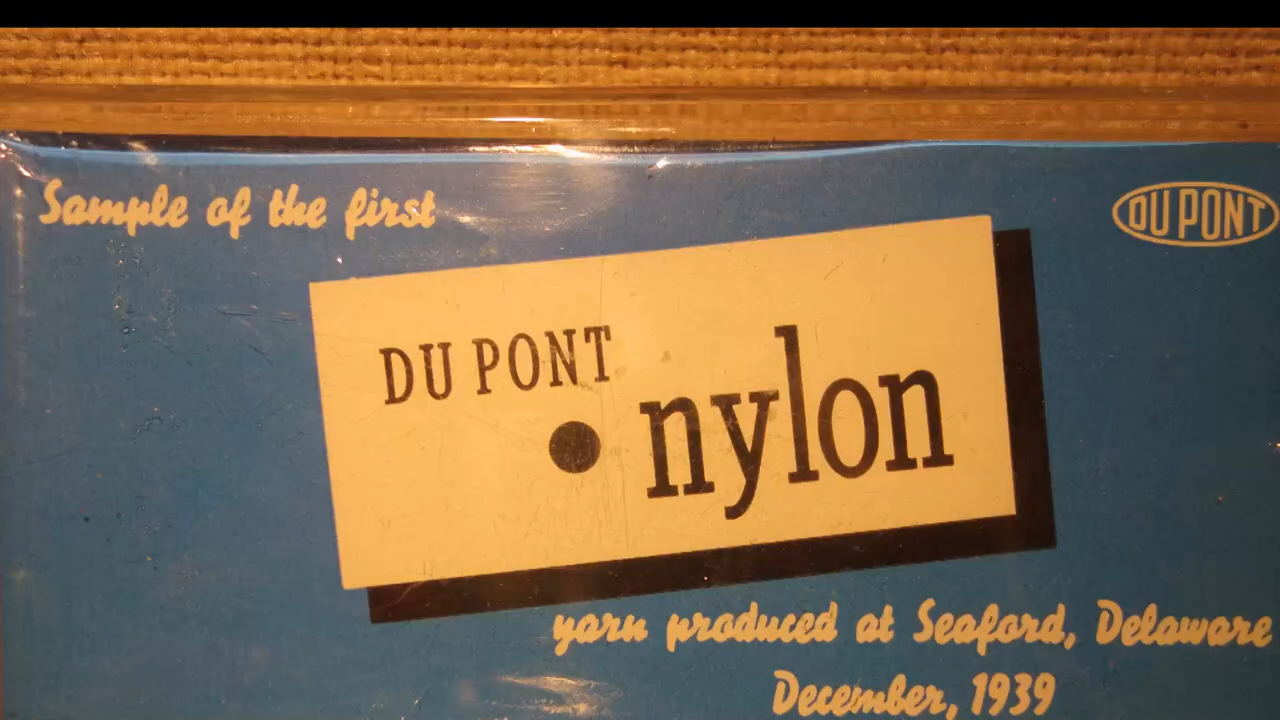 Sample of the first
DU PONT
DU PONT
• nylon
yarn produced at Seaford, Delaware
December, 1939